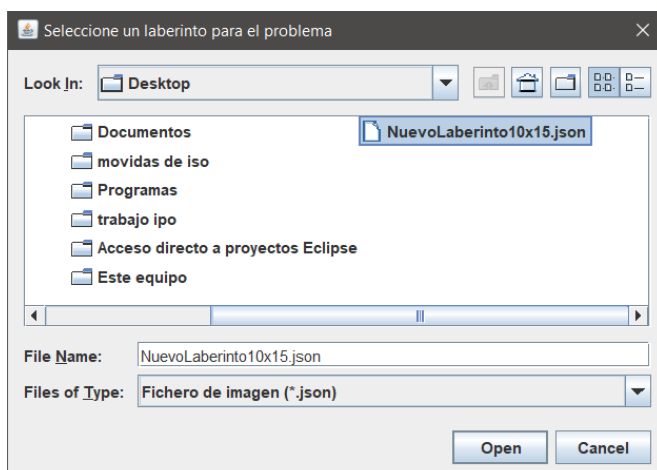 Seleccione un laberinto para el problema
Look In: Desktop
Documentos NuevoLaberinto10x15.json
movidas de iso
Programas
trabajo ipo
Acceso directo a proyectos Eclipse
Este equipo
File Name: NuevoLaberinto10x15.json
Files of Type: Fichero de imagen (*.json)
Open Cancel